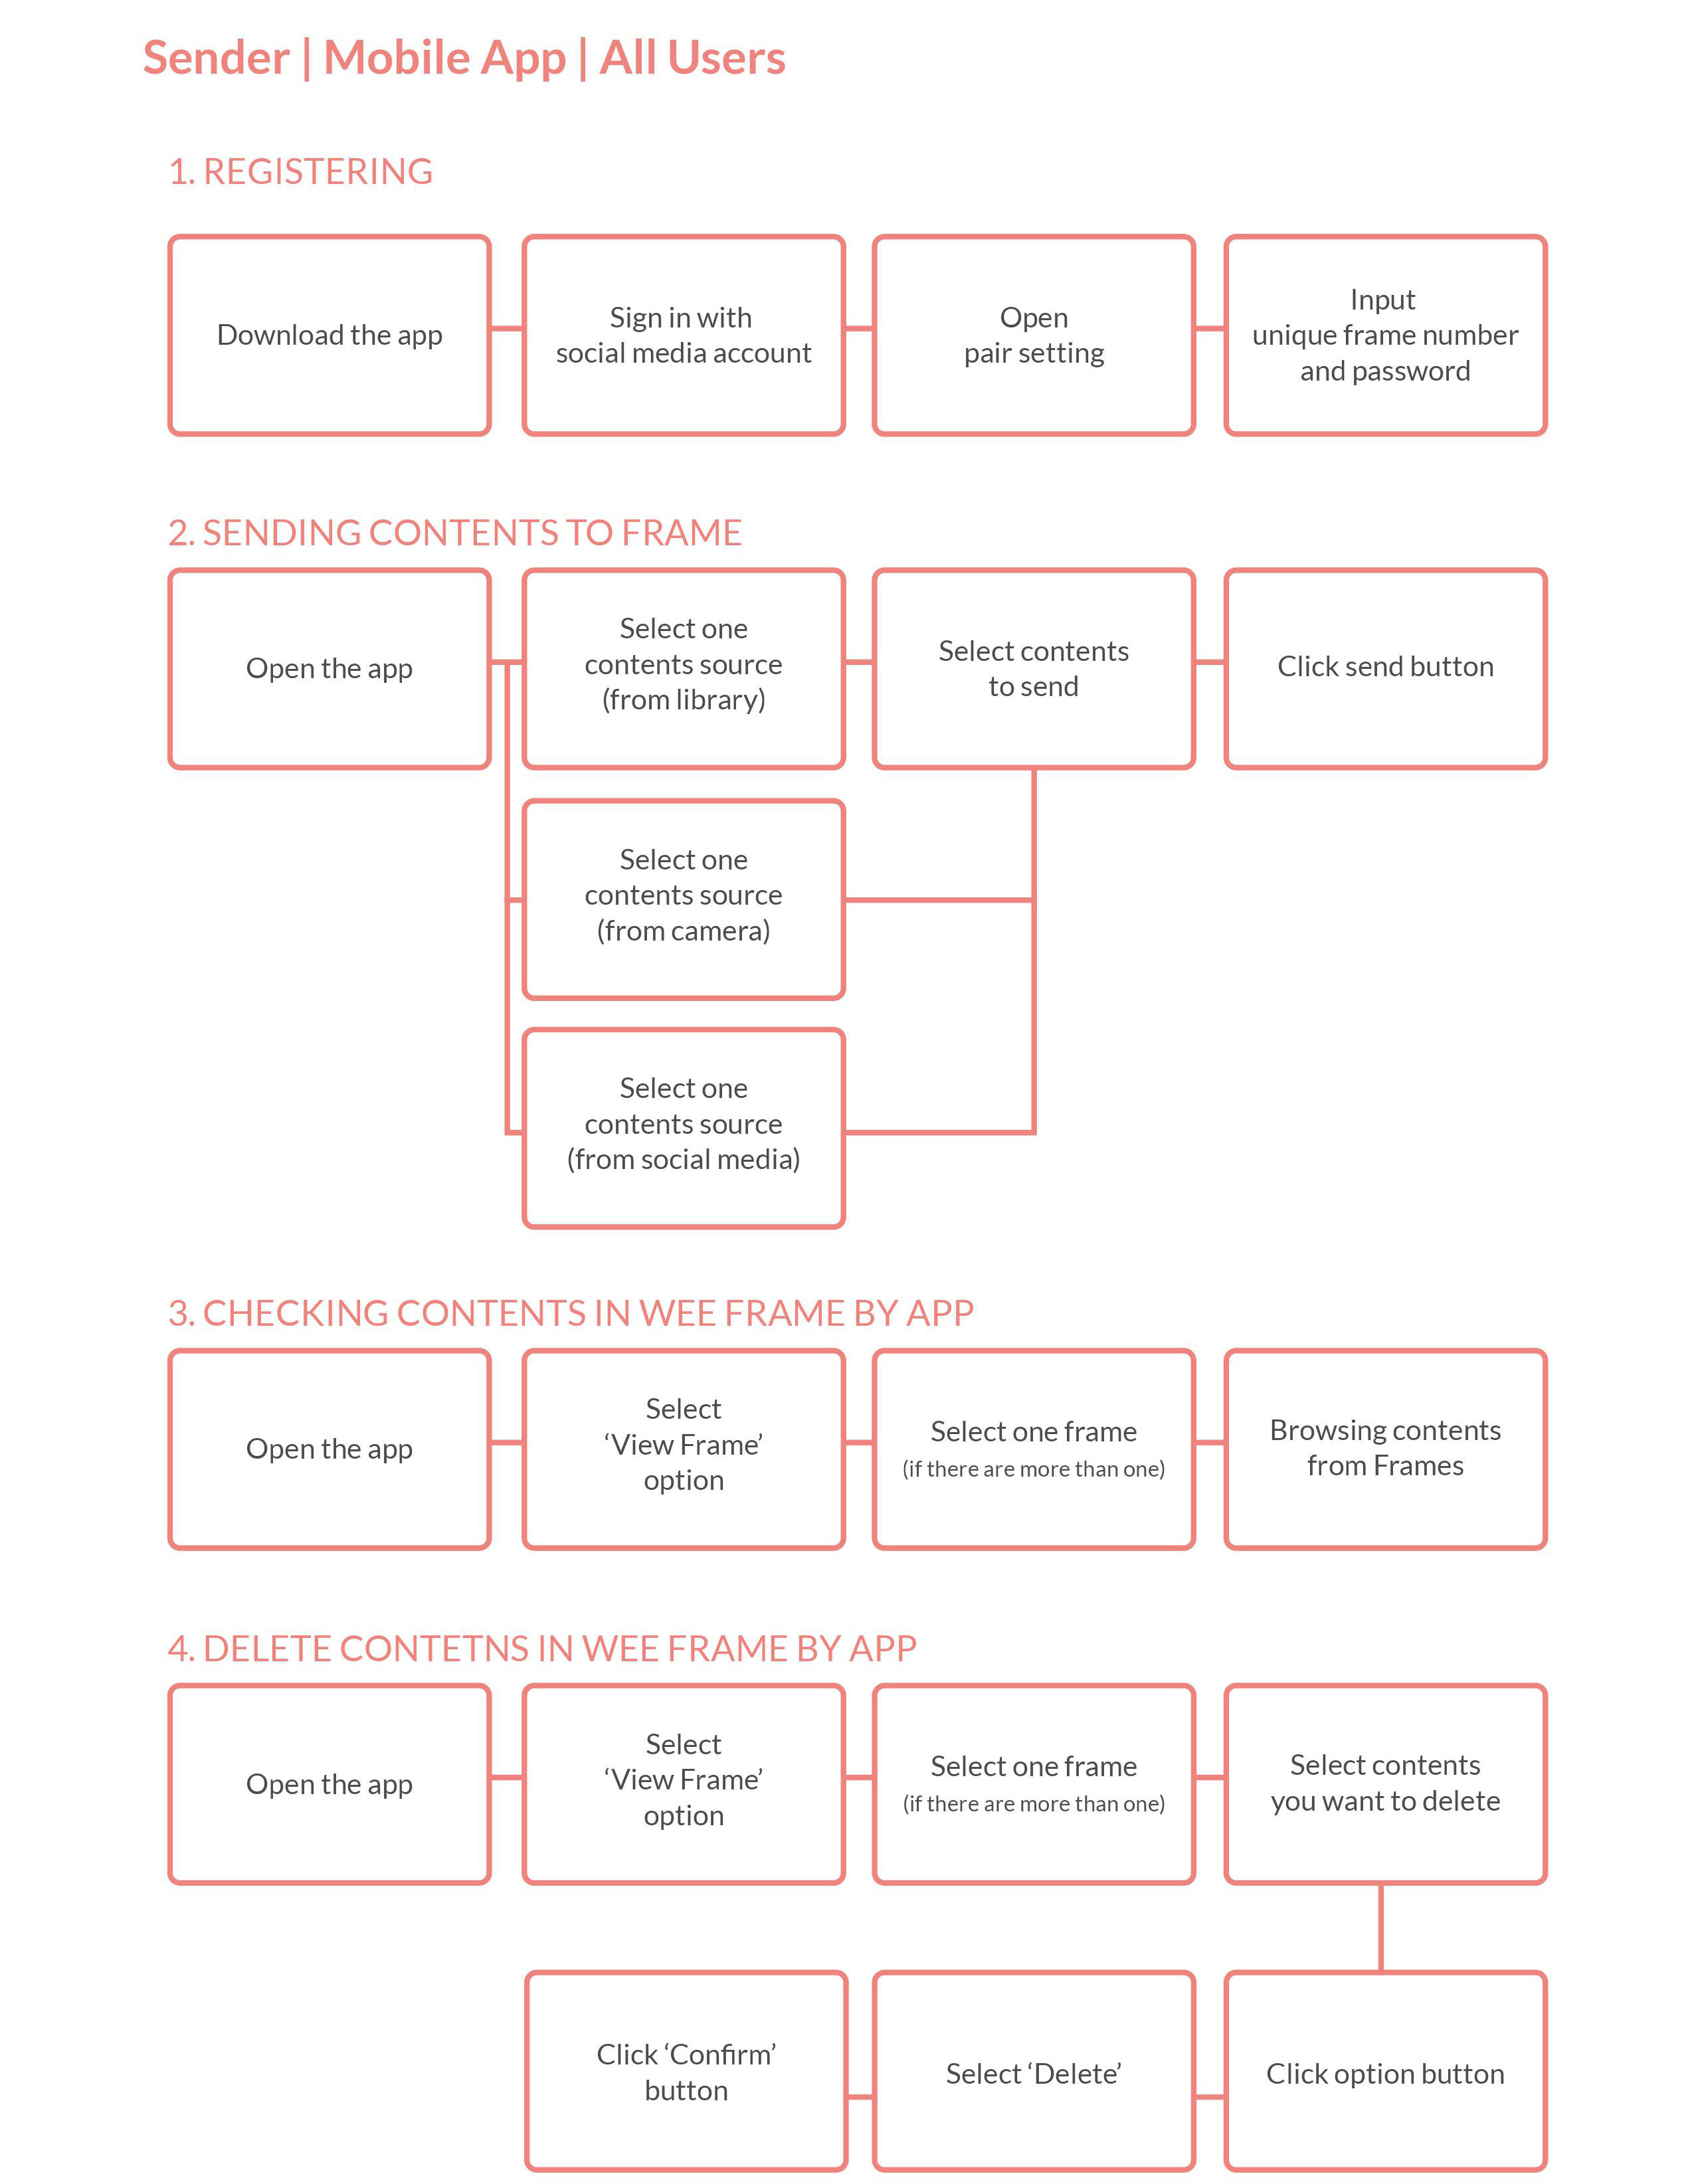 Sender | Mobile App | All Users
1. REGISTERING
Download the app
Sign in with
social media account
Open
pair setting
Input
unique frame number
and password
2. SENDING CONTENTS TO FRAME
Open the app
Select one
contents source
(from library)
Select contents
to send
Click send button
Select one
contents source
(from camera)
Select one
contents source
(from social media)
3. CHECKING CONTENTS IN WEE FRAME BY APP
Open the app
Select
‘View Frame’
option
Select one frame
(if there are more than one)
Browsing contents
from Frames
4. DELETE CONTETNS IN WEE FRAME BY APP
Open the app
Select
‘View Frame’
option
Select one frame
(if there are more than one)
Select contents
you want to delete
Click option button
Select ‘Delete’
Click ‘Confirm’
button